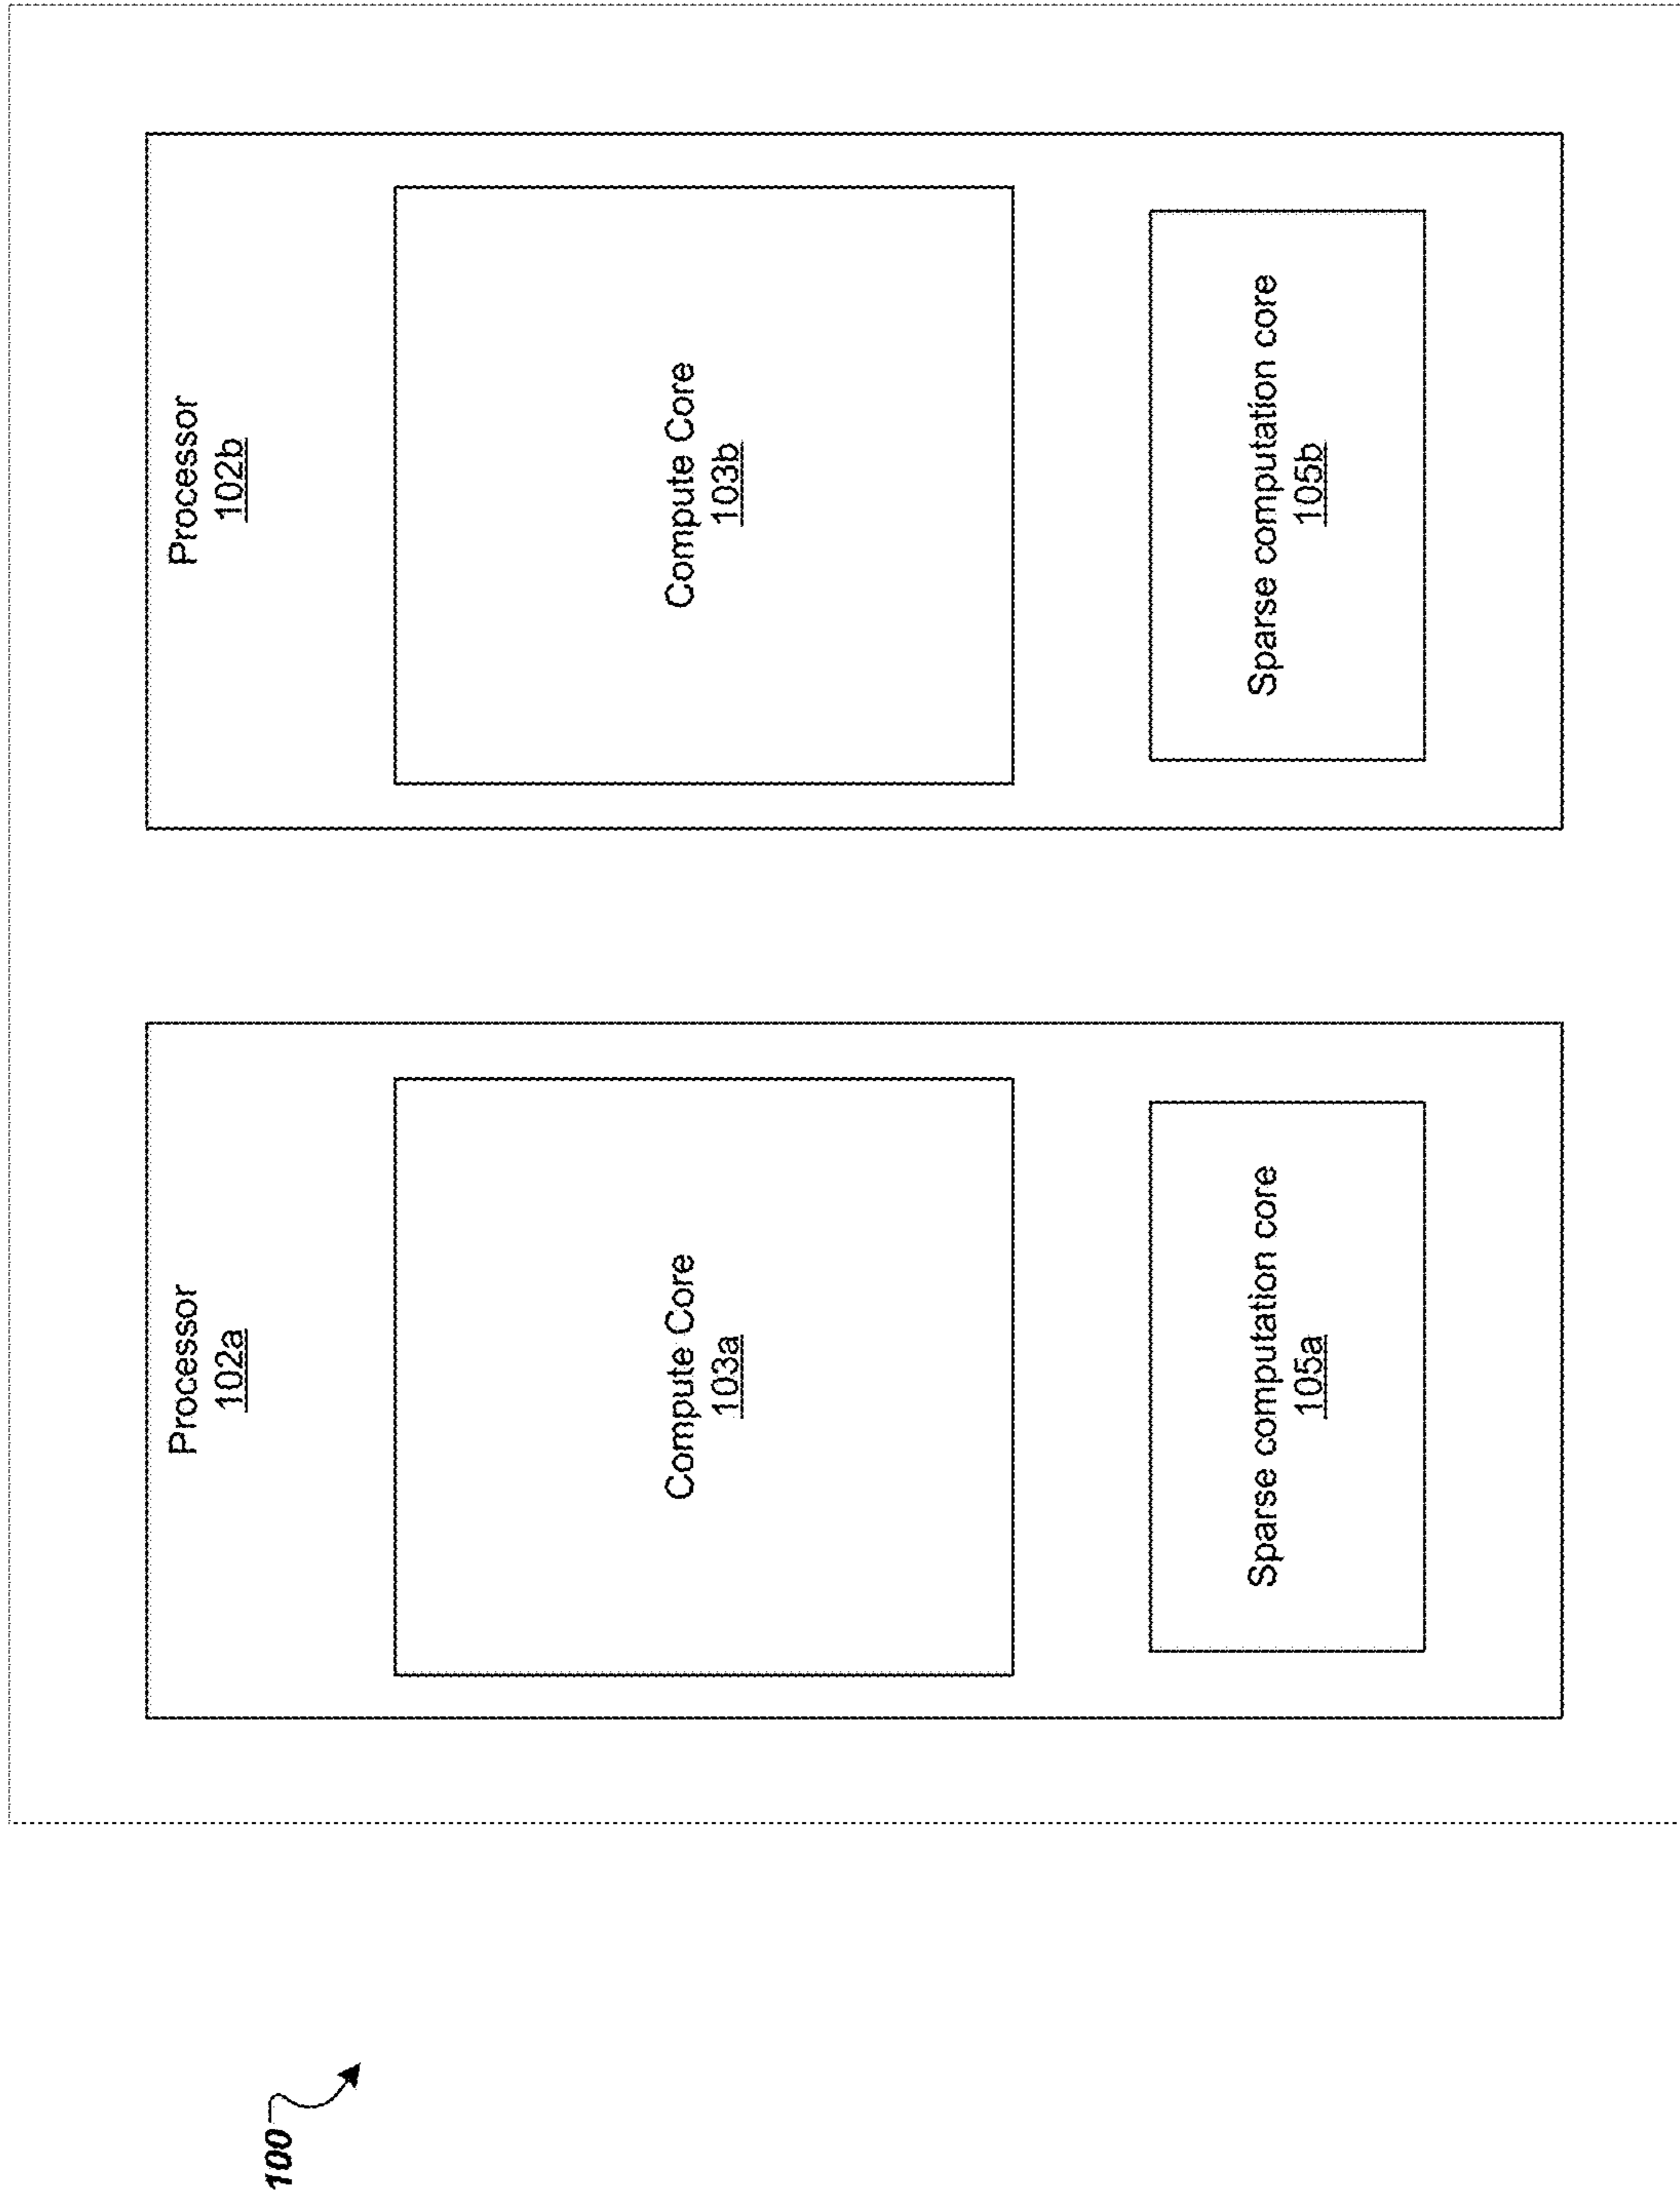 100
Processor
102a
Compute Core
103a
Sparse computation core
105a
Processor
102b
Compute Core
103b
Sparse computation core
105b